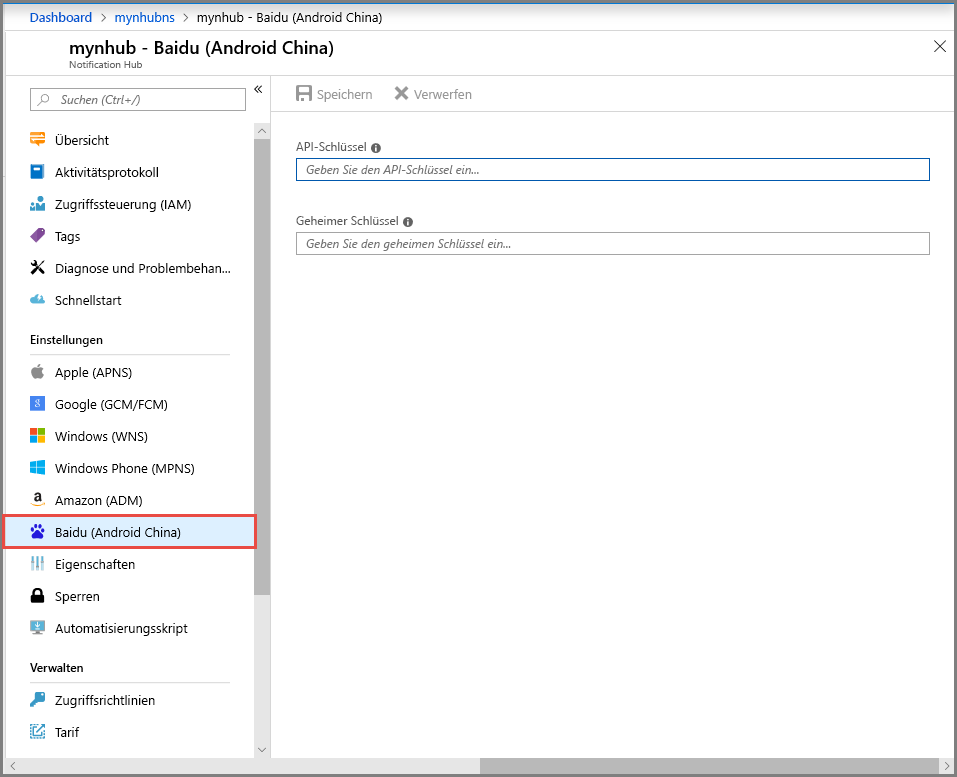 Dashboard > mynhubns > mynhub - Baidu (Android China)
mynhub - Baidu (Android China)
Notification Hub
Suchen (Ctrl+/)
«
Übersicht
Aktivitätsprotokoll
Zugriffssteuerung (IAM)
Tags
Diagnose und Problembehan...
Schnellstart
Einstellungen
Apple (APNS)
Google (GCM/FCM)
Windows (WNS)
Windows Phone (MPNS)
Amazon (ADM)
Baidu (Android China)
Eigenschaften
Sperren
Automatisierungsskript
Verwalten
Zugriffsrichtlinien
Tarif
Speichern
Verwerfen
API-Schlüssel
Geben Sie den API-Schlüssel ein...
Geheimer Schlüssel
Geben Sie den geheimen Schlüssel ein...